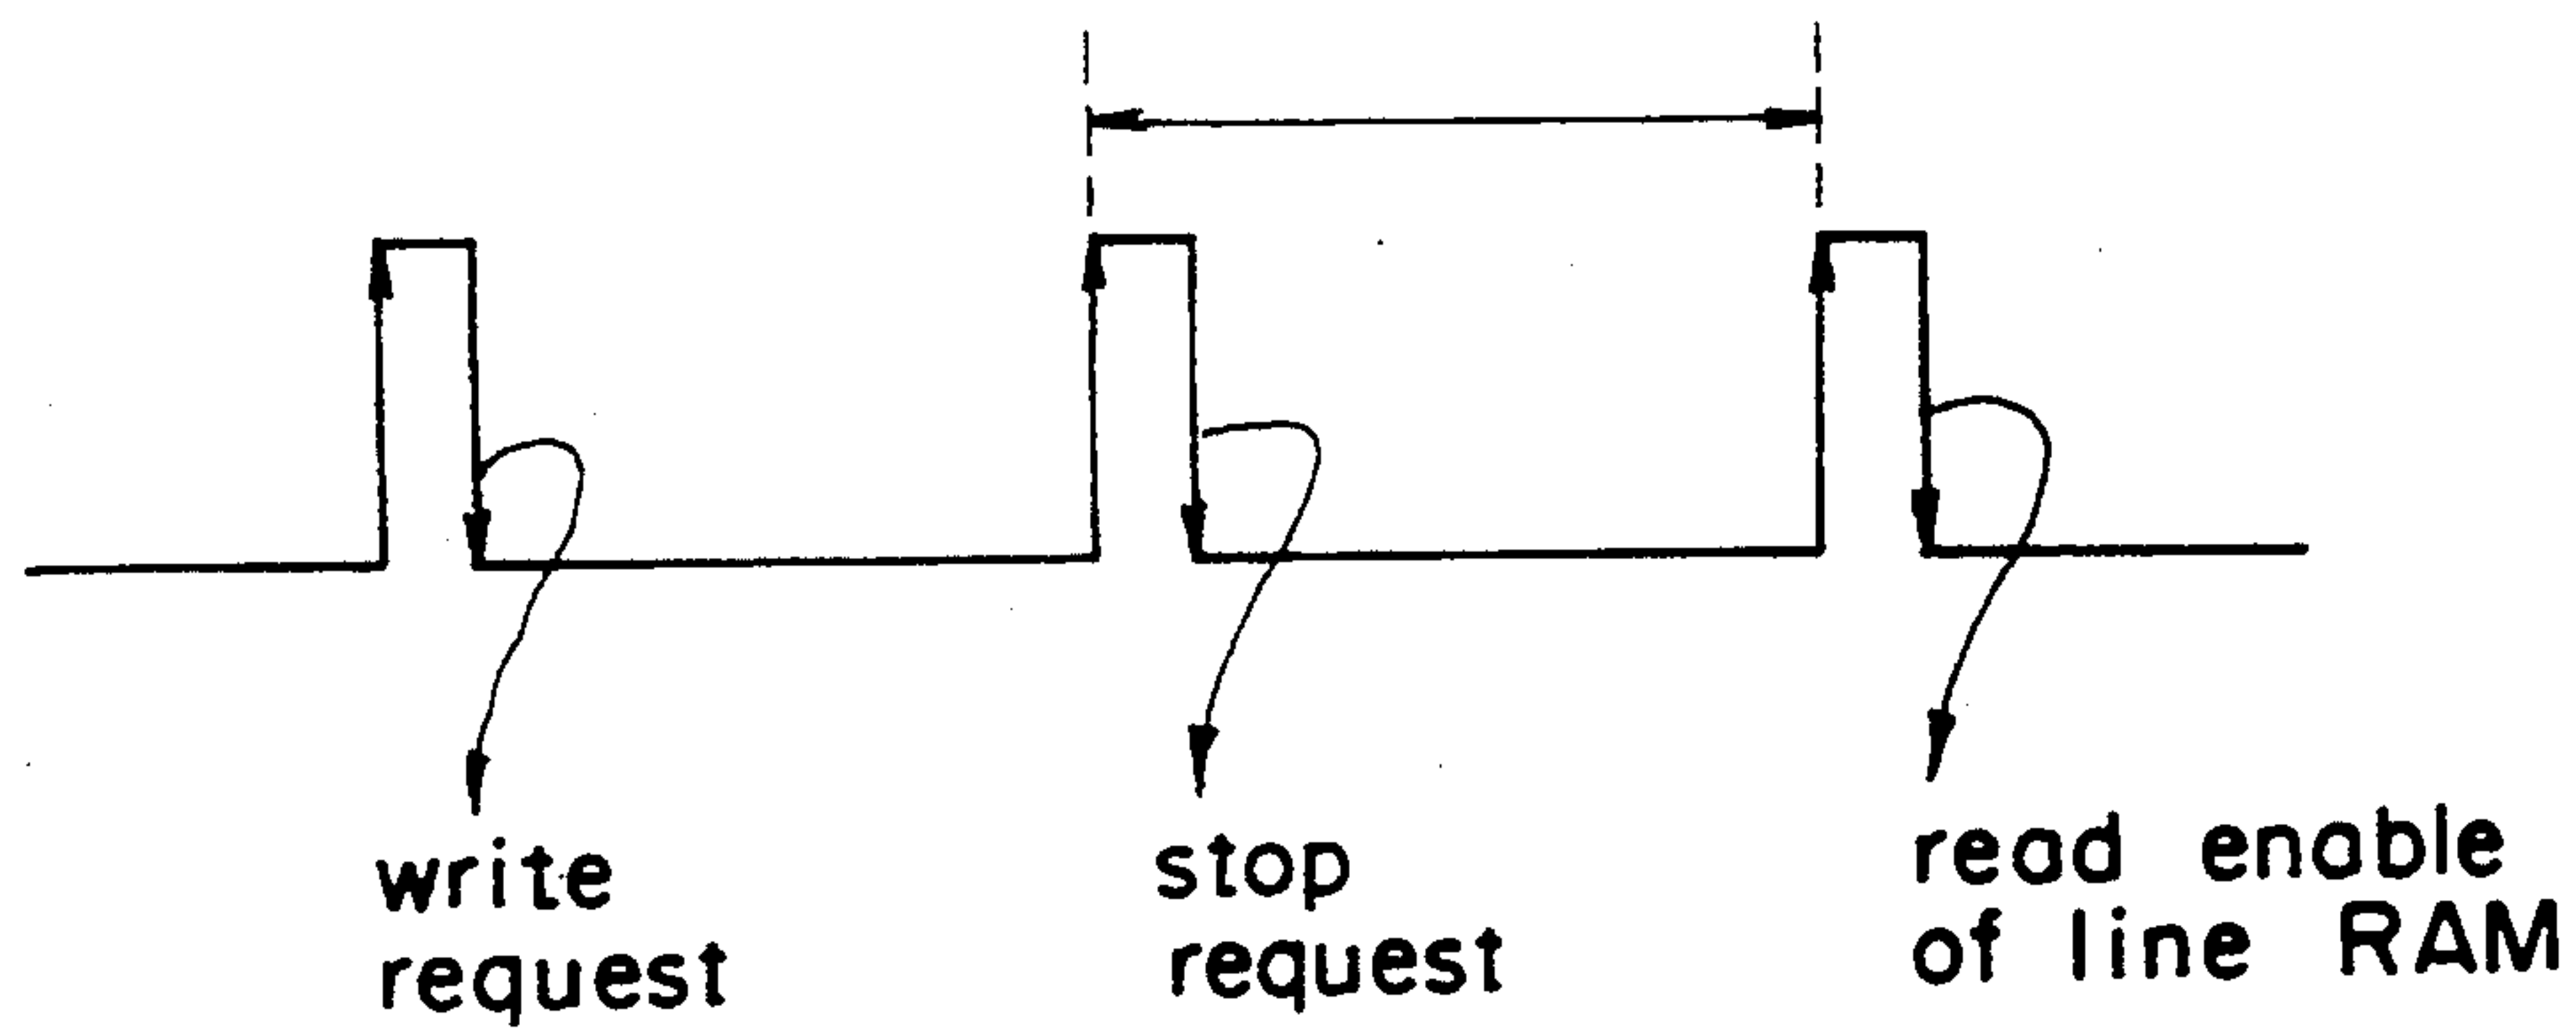 write
request
stop
request
read enable
of line RAM